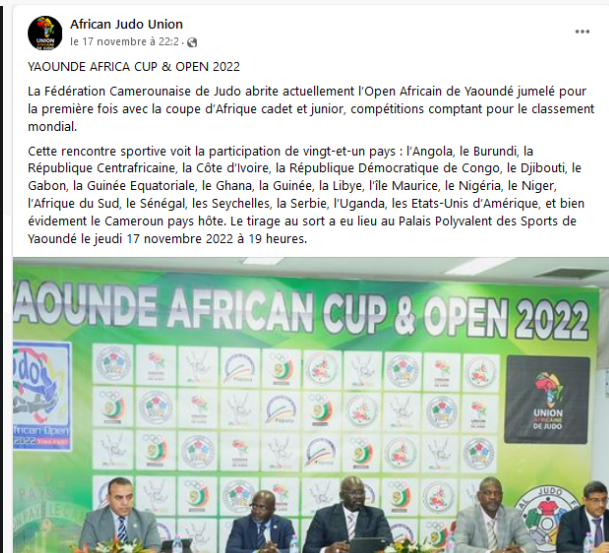 African Judo Union
le 17 novembre à 22:2 ·
YAOUNDE AFRICA CUP & OPEN 2022
La Fédération Camerounaise de Judo abrite actuellement l'Open Africain de Yaoundé jumelé pour
la première fois avec la coupe d'Afrique cadet et junior, compétitions comptant pour le classement
mondial.
Cette rencontre sportive voit la participation de vingt-et-un pays : l'Angola, le Burundi, la
République Centrafricaine, la Côte d'Ivoire, la République Démocratique de Congo, le Djibouti, le
Gabon, la Guinée Equatoriale, le Ghana, la Guinée, la Libye, l'île Maurice, le Nigéria, le Niger,
l'Afrique du Sud, le Sénégal, les Seychelles, la Serbie, l'Uganda, les Etats-Unis d'Amérique, et bien
évidement le Cameroun pays hôte. Le tirage au sort a eu lieu au Palais Polyvalent des Sports de
Yaoundé le jeudi 17 novembre 2022 à 19 heures.
AOUNDE AFRICAN CUP & OPEN 2022
udo
frican Open
2022
UNION
AFRICAINE
DE JUDO
PAYS
JUDO